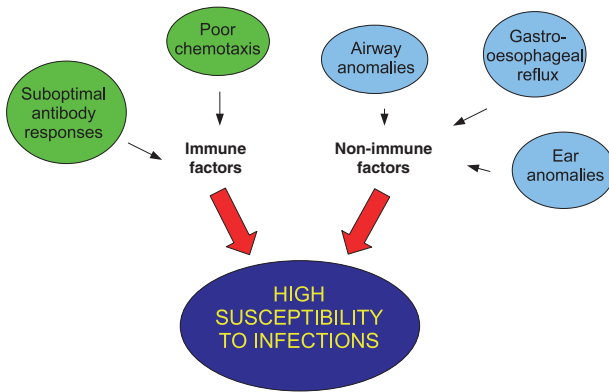 Poor
chemotaxis
Airway
anomalies
Gastro-
oesophageal
reflux
Suboptimal
antibody
responses
Immune
factors
Non-immune
factors
Ear
anomalies
HIGH
SUSCEPTIBILITY
TO INFECTIONS